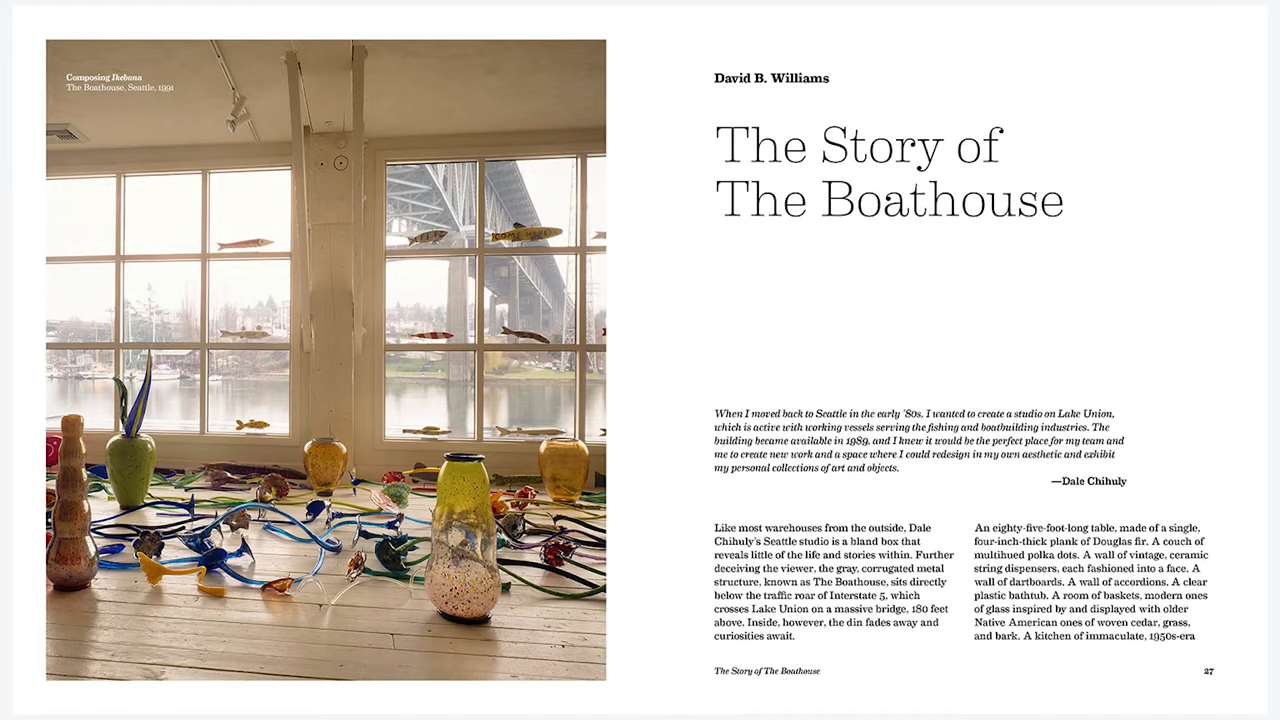 Composing Ikebana
The Boathouse, Seattle, 1991
COME HERE!
David B. Williams
The Story of
The Boathouse
When I moved back to Seattle in the early ’80s, I wanted to create a studio on Lake Union,
which is active with working vessels serving the fishing and boatbuilding industries. The
building became available in 1989, and I knew it would be the perfect place for my team and
me to create new work and a space where I could redesign in my own aesthetic and exhibit
my personal collections of art and objects.
—Dale Chihuly
Like most warehouses from the outside, Dale
Chihuly’s Seattle studio is a bland box that
reveals little of the life and stories within. Further
deceiving the viewer, the gray, corrugated metal
structure, known as The Boathouse, sits directly
below the traffic roar of Interstate 5, which
crosses Lake Union on a massive bridge, 180 feet
above. Inside, however, the din fades away and
curiosities await.
An eighty-five-foot-long table, made of a single,
four-inch-thick plank of Douglas fir. A couch of
multihued polka dots. A wall of vintage, ceramic
string dispensers, each fashioned into a face. A
wall of dartboards. A wall of accordions. A clear
plastic bathtub. A room of baskets, modern ones
of glass inspired by and displayed with older
Native American ones of woven cedar, grass,
and bark. A kitchen of immaculate, 1950s-era
The Story of The Boathouse
27